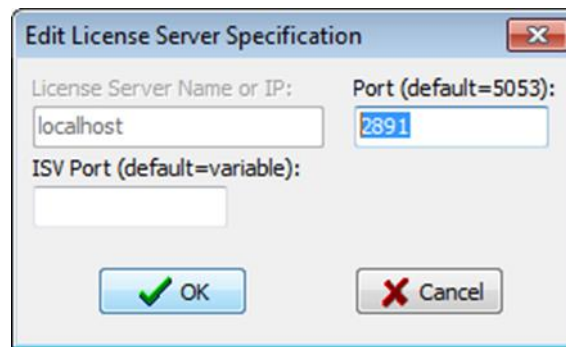 Edit License Server Specification
License Server Name or IP: Port (default=5053):
localhost 2891
ISV Port (default=variable):
OK Cancel